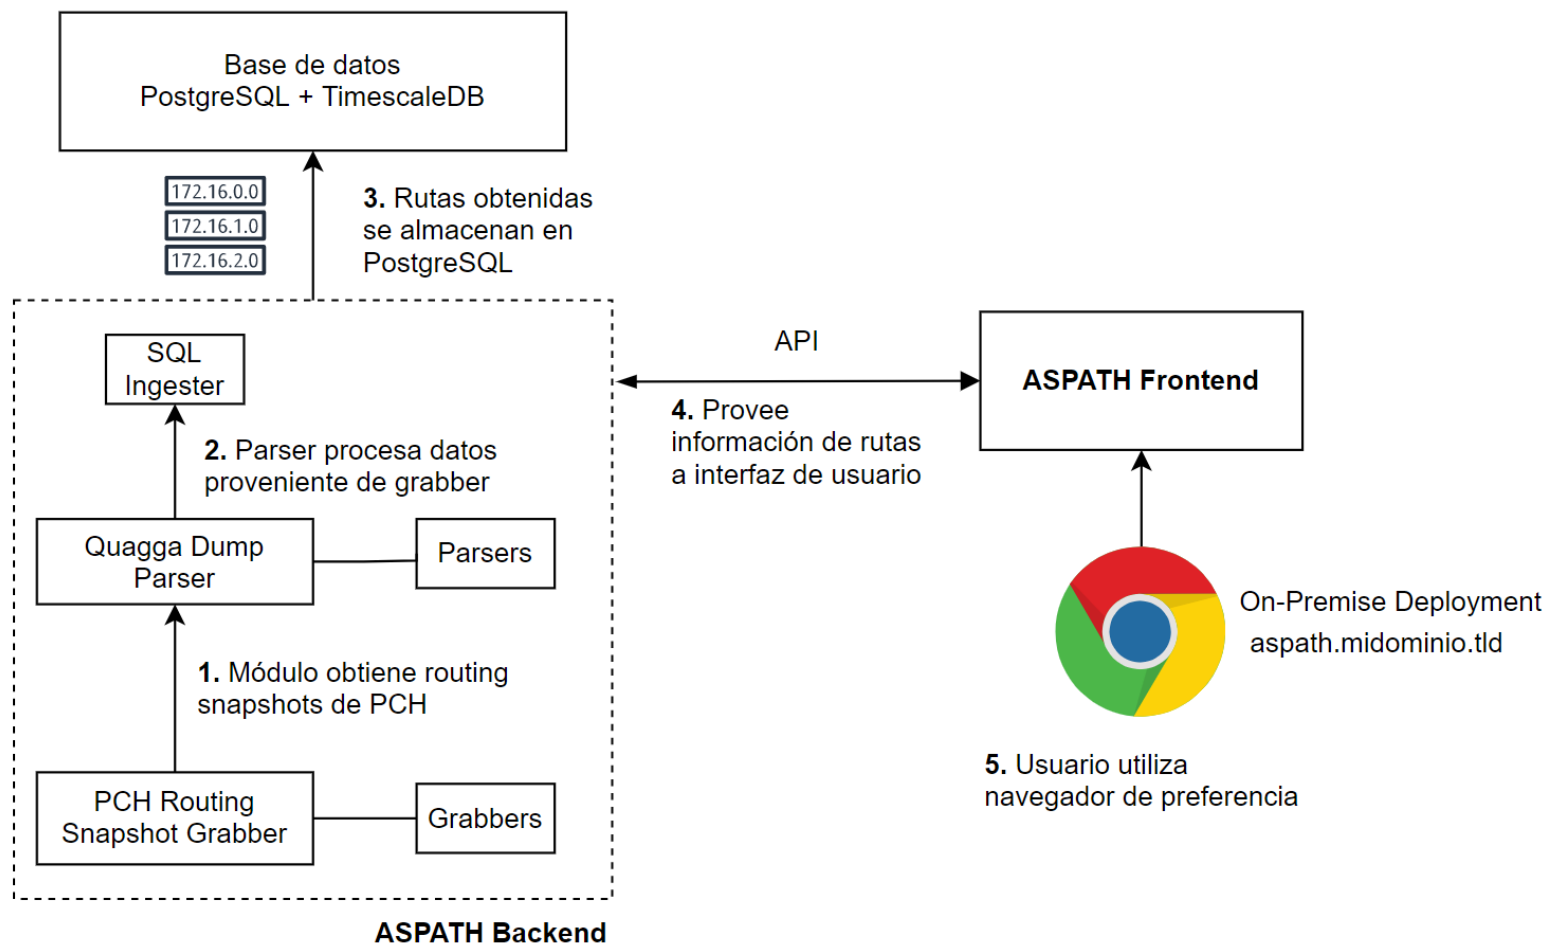 Base de datos
PostgreSQL + TimescaleDB
172.16.0.0
172.16.1.0
172.16.2.0
3. Rutas obtenidas
se almacenan en
PostgreSQL
SQL
Ingester
2. Parser procesa datos
proveniente de grabber
Quagga Dump
Parser
Parsers
1. Módulo obtiene routing
snapshots de PCH
PCH Routing
Snapshot Grabber
Grabbers
ASPATH Backend
API
4. Provee
información de rutas
a interfaz de usuario
ASPATH Frontend
On-Premise Deployment
aspath.midominio.tld
5. Usuario utiliza
navegador de preferencia